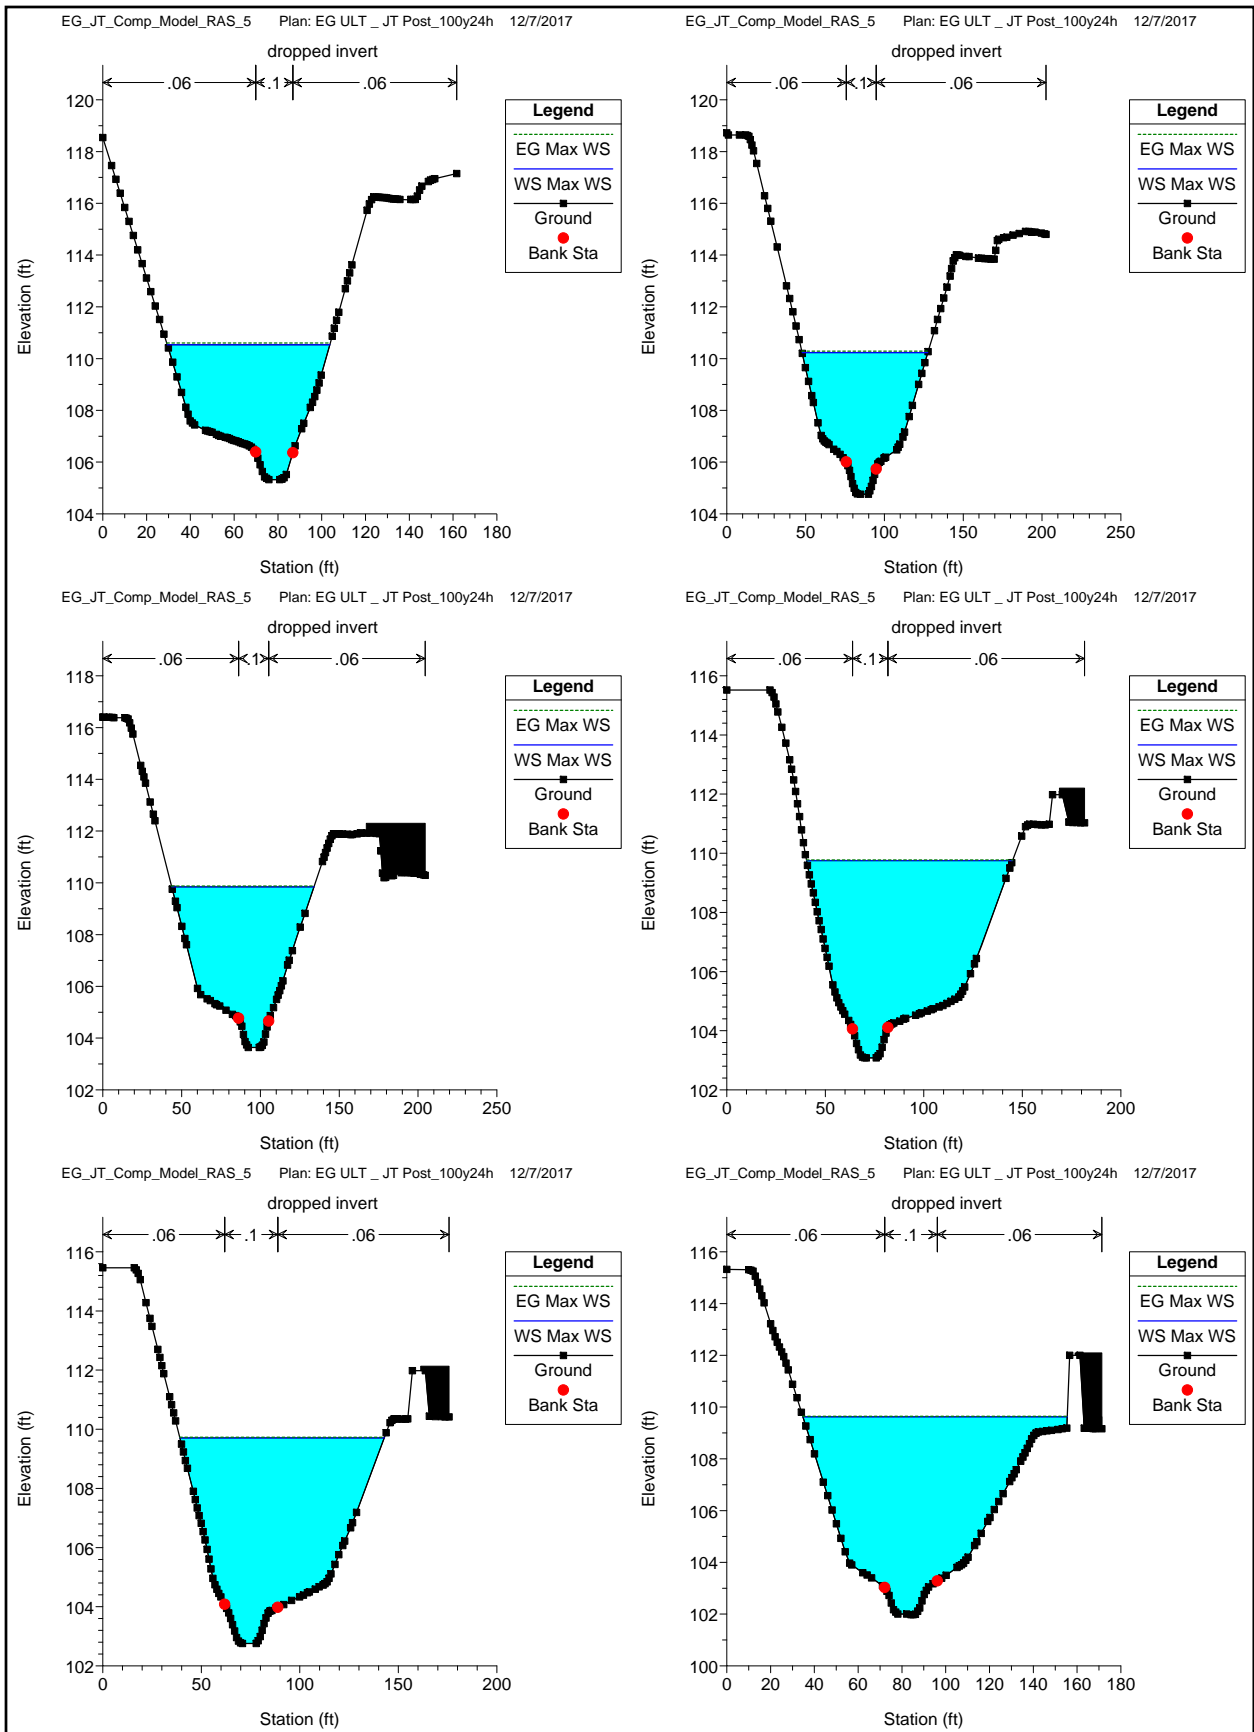 EG_JT_Comp_Model_RAS_5 Plan: EG ULT _ JT Post_100y24h 12/7/2017
dropped invert
.06 .1 .06
Legend
EG Max WS
WS Max WS
Ground
Bank Sta
Elevation (ft)
120
118
116
114
112
110
108
106
104
0 20 40 60 80 100 120 140 160 180
Station (ft)
EG_JT_Comp_Model_RAS_5 Plan: EG ULT _ JT Post_100y24h 12/7/2017
dropped invert
.06 .1 .06
Legend
EG Max WS
WS Max WS
Ground
Bank Sta
Elevation (ft)
120
118
116
114
112
110
108
106
104
0 50 100 150 200 250
Station (ft)
EG_JT_Comp_Model_RAS_5 Plan: EG ULT _ JT Post_100y24h 12/7/2017
dropped invert
.06 .1 .06
Legend
EG Max WS
WS Max WS
Ground
Bank Sta
Elevation (ft)
118
116
114
112
110
108
106
104
102
0 50 100 150 200 250
Station (ft)
EG_JT_Comp_Model_RAS_5 Plan: EG ULT _ JT Post_100y24h 12/7/2017
dropped invert
.06 .1 .06
Legend
EG Max WS
WS Max WS
Ground
Bank Sta
Elevation (ft)
116
114
112
110
108
106
104
102
0 50 100 150 200
Station (ft)
EG_JT_Comp_Model_RAS_5 Plan: EG ULT _ JT Post_100y24h 12/7/2017
dropped invert
.06 .1 .06
Legend
EG Max WS
WS Max WS
Ground
Bank Sta
Elevation (ft)
116
114
112
110
108
106
104
102
0 50 100 150 200
Station (ft)
EG_JT_Comp_Model_RAS_5 Plan: EG ULT _ JT Post_100y24h 12/7/2017
dropped invert
.06 .1 .06
Legend
EG Max WS
WS Max WS
Ground
Bank Sta
Elevation (ft)
116
114
112
110
108
106
104
102
100
0 20 40 60 80 100 120 140 160 180
Station (ft)